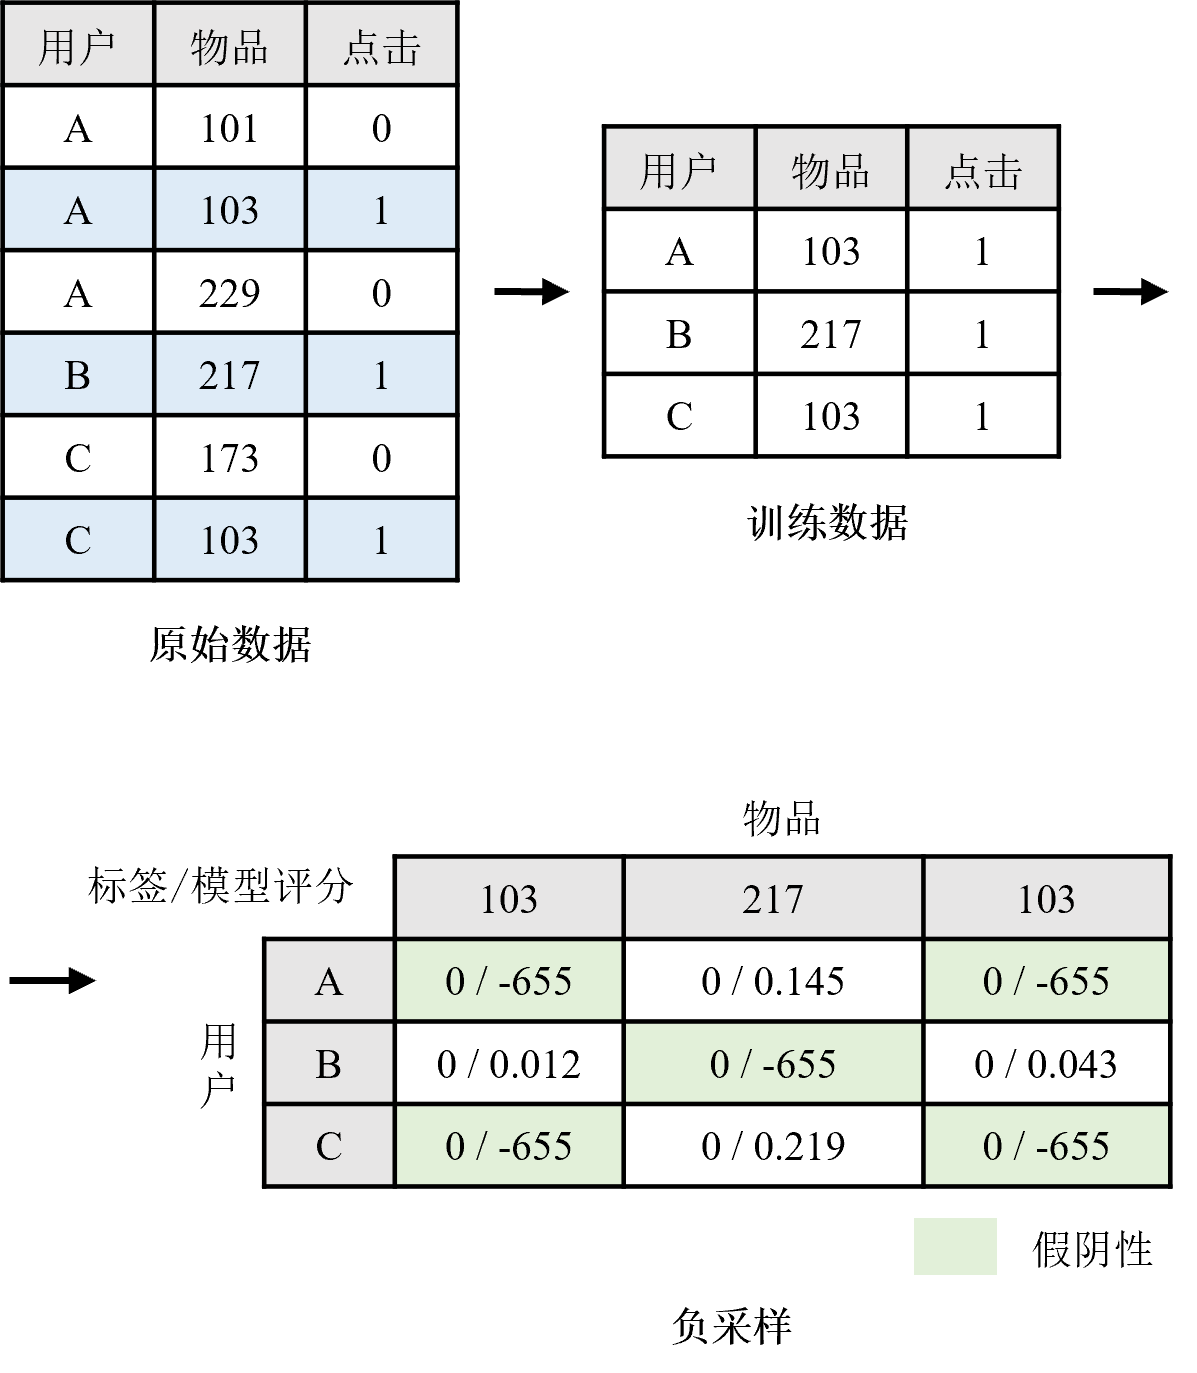 用户 物品 点击
A 101 0
A 103 1
A 229 0
B 217 1
C 173 0
C 103 1
原始数据
用户 物品 点击
A 103 1
B 217 1
C 103 1
训练数据
物品
标签/模型评分
103 217 103
用户
A 0 / -655 0 / 0.145 0 / -655
B 0 / 0.012 0 / -655 0 / 0.043
C 0 / -655 0 / 0.219 0 / -655
假阴性
负采样